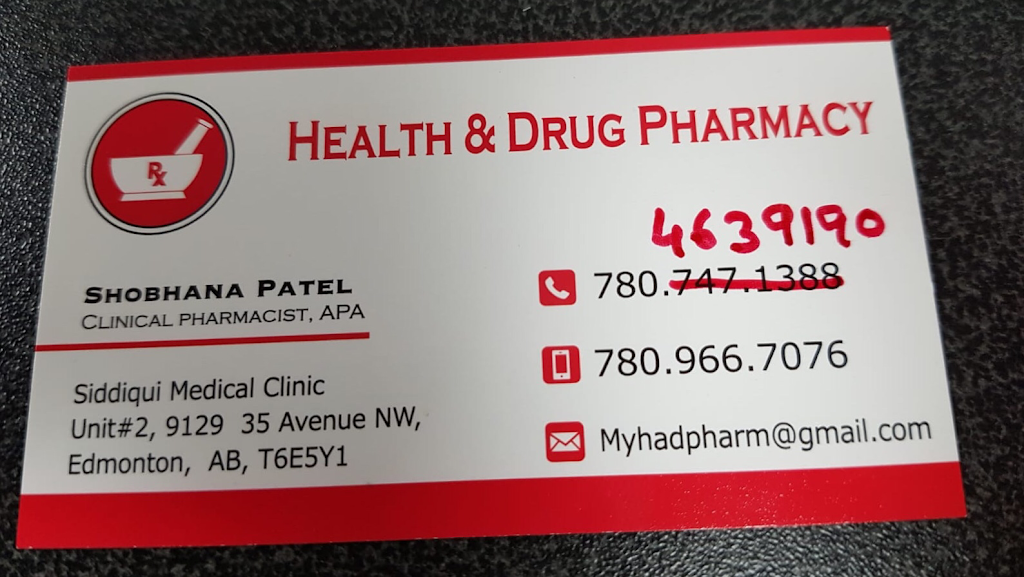 Rx
HEALTH & DRUG PHARMACY
4639190
780.747.1388
780.966.7076
Myhadpharm@gmail.com
SHOBHANA PATEL
CLINICAL PHARMACIST, APA
Siddiqui Medical Clinic
Unit#2, 9129 35 Avenue NW,
Edmonton, AB, T6E5Y1